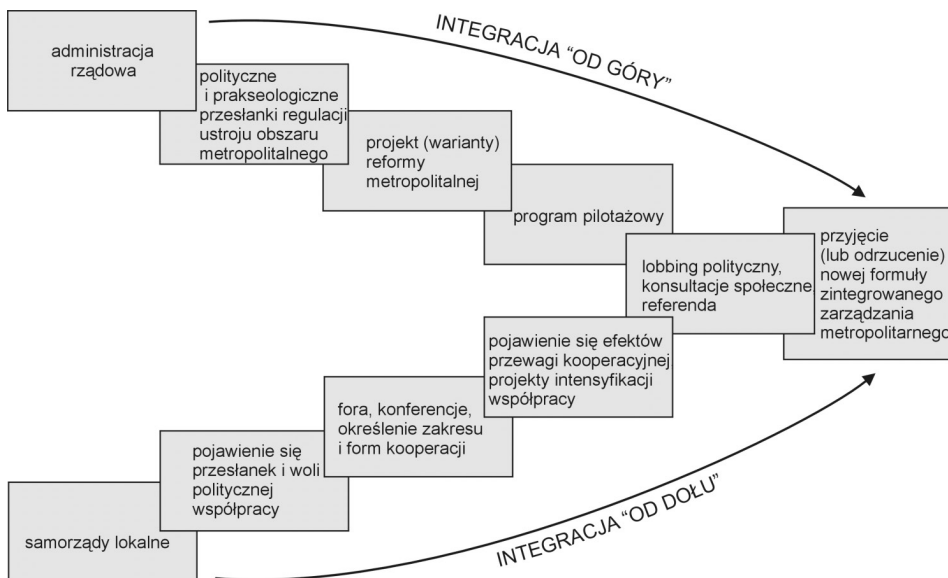 INTEGRACJA "OD GÓRY"
administracja
rządowa
polityczne
i prakseologiczne
przesłanki regulacji
ustroju obszaru
metropolitalnego
projekt (warianty)
reformy
metropolitalnej
program pilotażowy
lobbing polityczny,
konsultacje społeczne
referenda
przyjęcie
(lub odrzucenie)
nowej formuły
zintegrowanego
zarządzania
metropolitarnego
pojawienie się efektów
przewagi kooperacyjnej
projekty intensyfikacji
współpracy
fora, konferencje,
określenie zakresu
i form kooperacji
pojawienie się
przesłanek i woli
politycznej
współpracy
samorządy lokalne
INTEGRACJA "OD DOŁU"